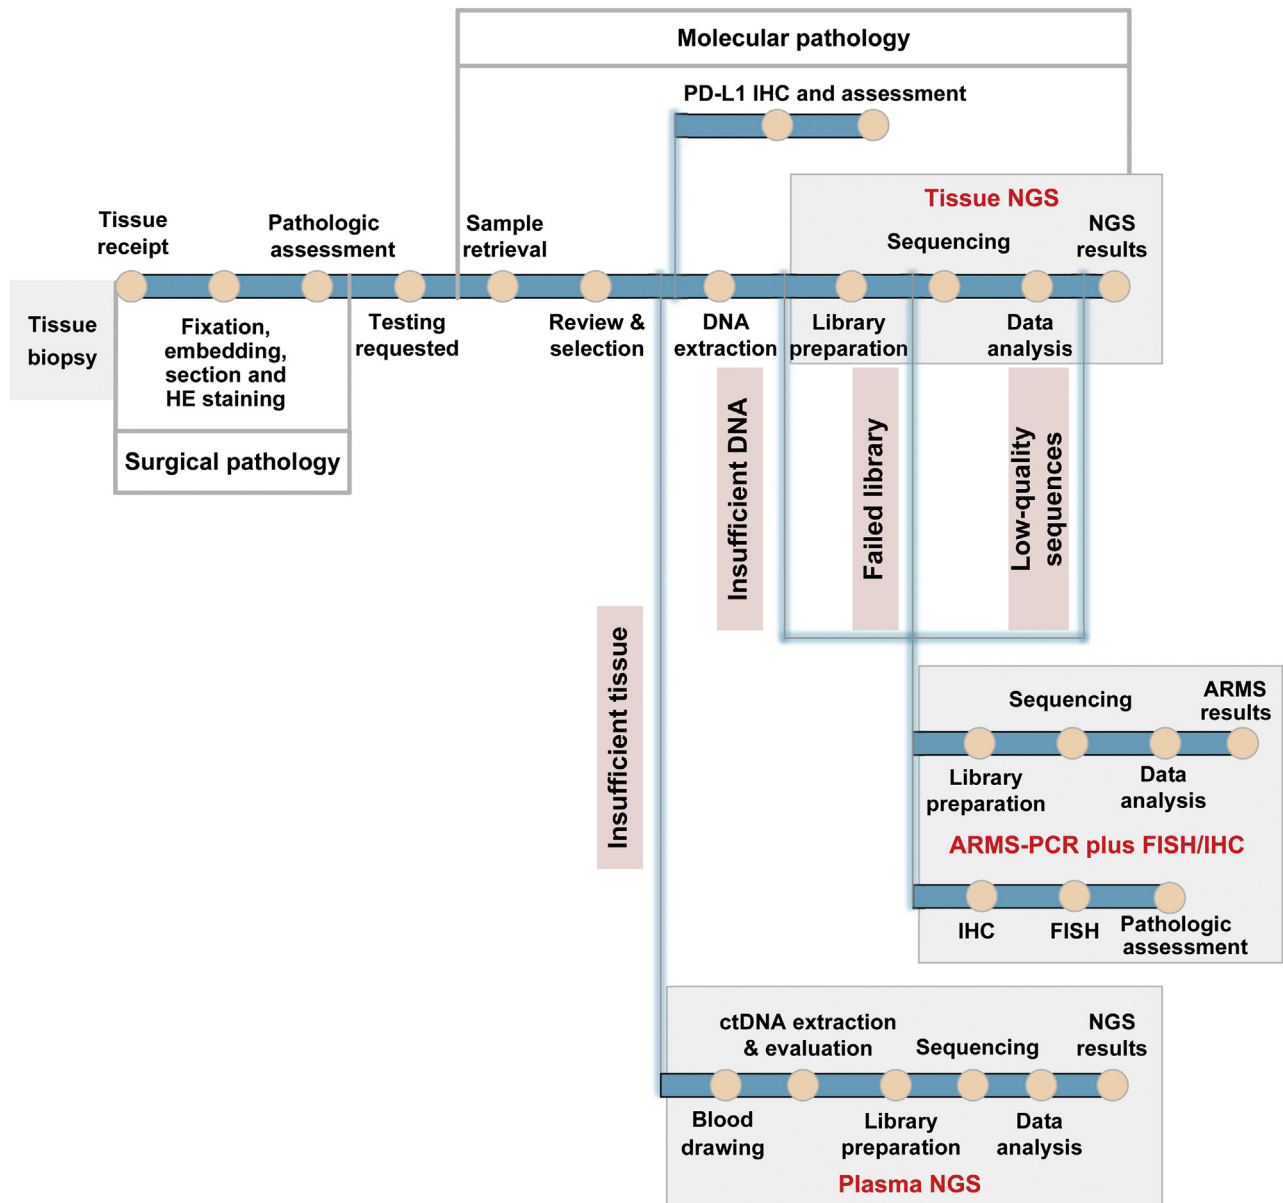 Molecular pathology
PD-L1 IHC and assessment
Tissue NGS
Tissue
receipt
Pathologic
assessment
Sample
retrieval
Sequencing
NGS
results
Tissue
biopsy
Fixation,
embedding,
section and
HE staining
Testing
requested
Review &
selection
DNA
extraction
Library
preparation
Data
analysis
Surgical pathology
Insufficient DNA
Failed library
Low-quality
sequences
Insufficient tissue
Sequencing
ARMS
results
Library
preparation
Data
analysis
ARMS-PCR plus FISH/IHC
IHC
FISH
Pathologic
assessment
ctDNA extraction
& evaluation
Sequencing
NGS
results
Blood
drawing
Library
preparation
Data
analysis
Plasma NGS